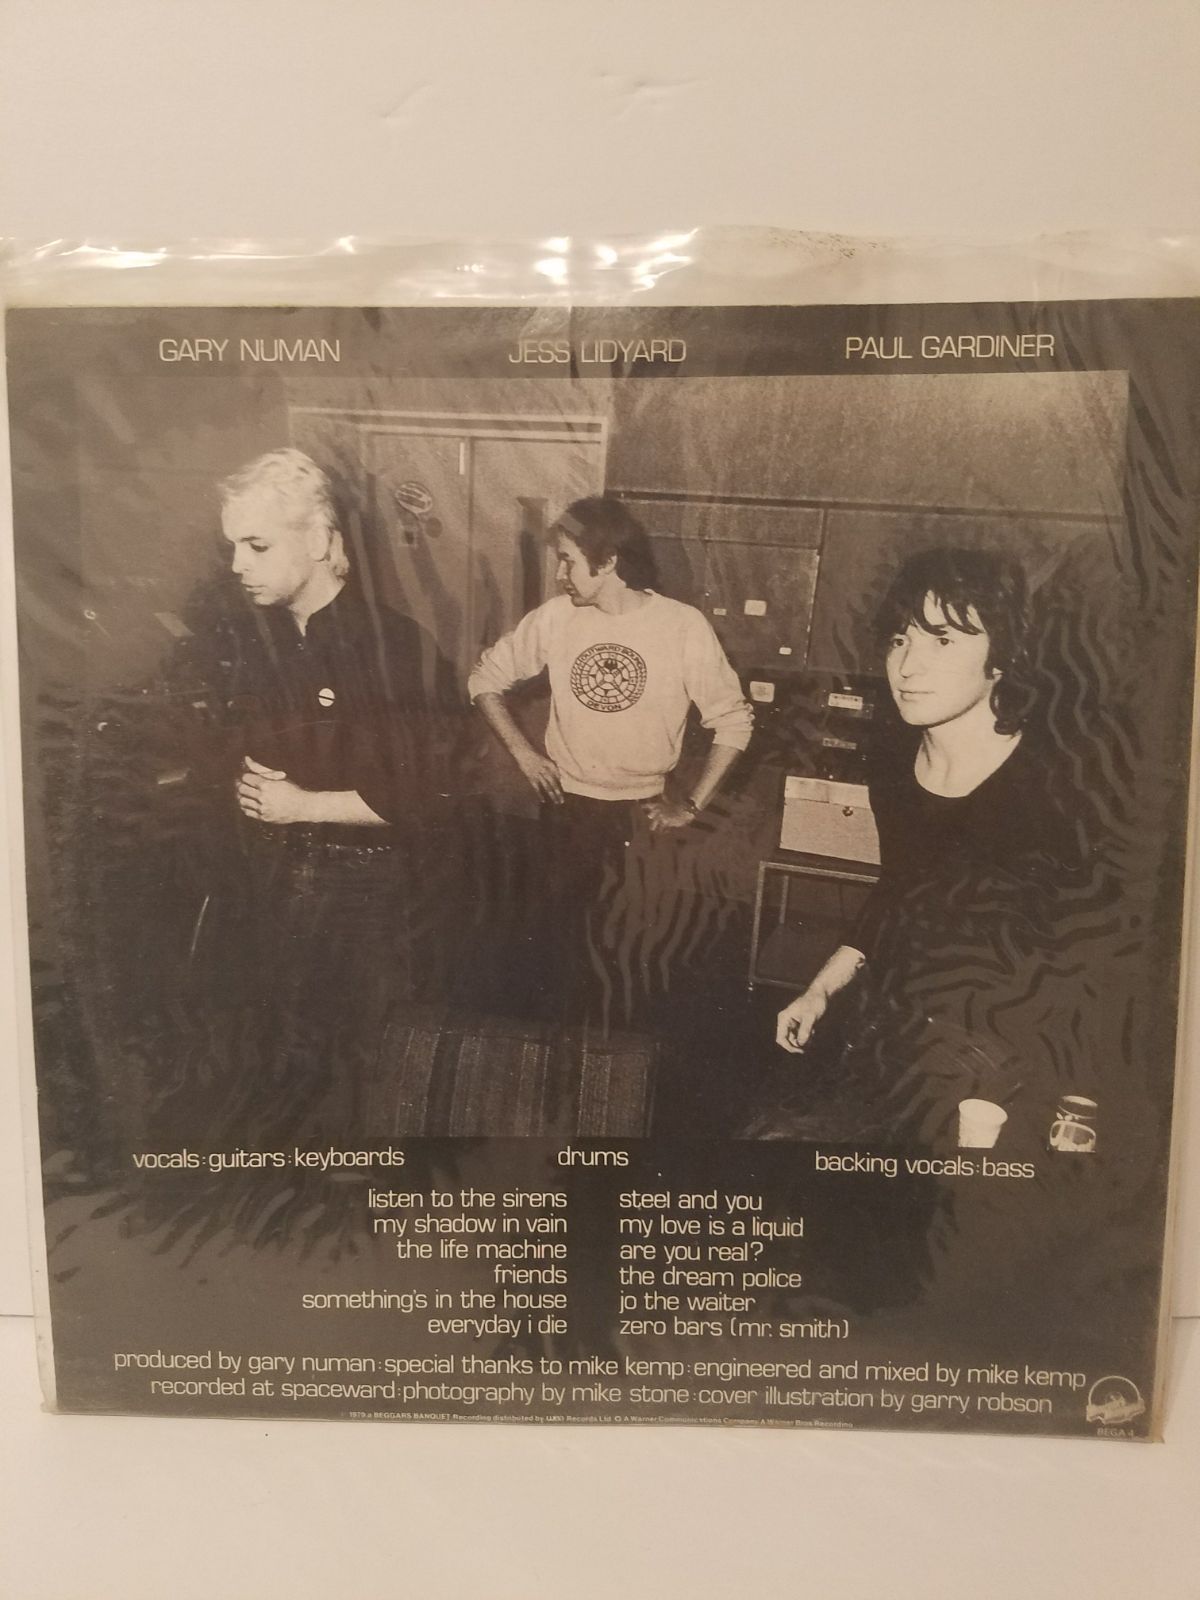 GARY NUMAN JESS LIDYARD PAUL GARDINER
OUTWARD BOUND
DEVON
vocals:guitars:keyboards drums backing vocals:bass
listen to the sirens
my shadow in vain
the life machine
friends
something's in the house
everyday i die
steel and you
my love is a liquid
are you real?
the dream police
jo the waiter
zero bars (mr. smith)
produced by gary numan:special thanks to mike kemp:engineered and mixed by mike kemp
recorded at spaceward:photography by mike stone:cover illustration by garry robson
1979 a BEGGARS BANQUET Recording distributed by wea Records Ltd. A Warner Communications Company A Warner Bros Recording
BEGA 4